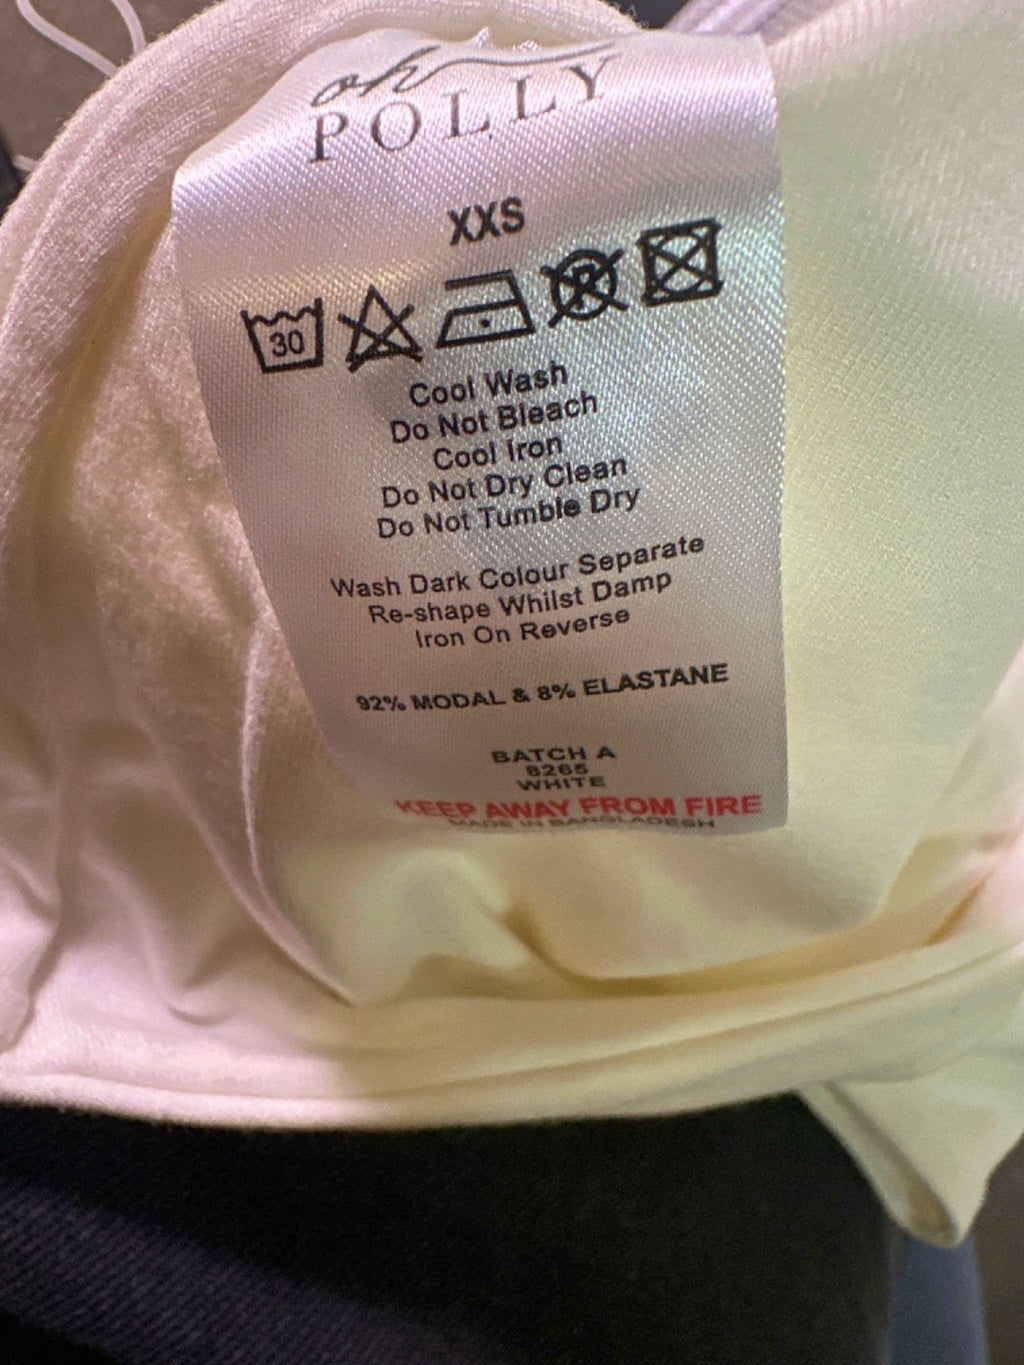 oh
POLLY
XXS
30
P
Cool Wash
Do Not Bleach
Cool Iron
Do Not Dry Clean
Do Not Tumble Dry
Wash Dark Colour Separate
Re-shape Whilst Damp
Iron On Reverse
92% MODAL & 8% ELASTANE
BATCH A
8265
WHITE
KEEP AWAY FROM FIRE
MADE IN BANGLADESH